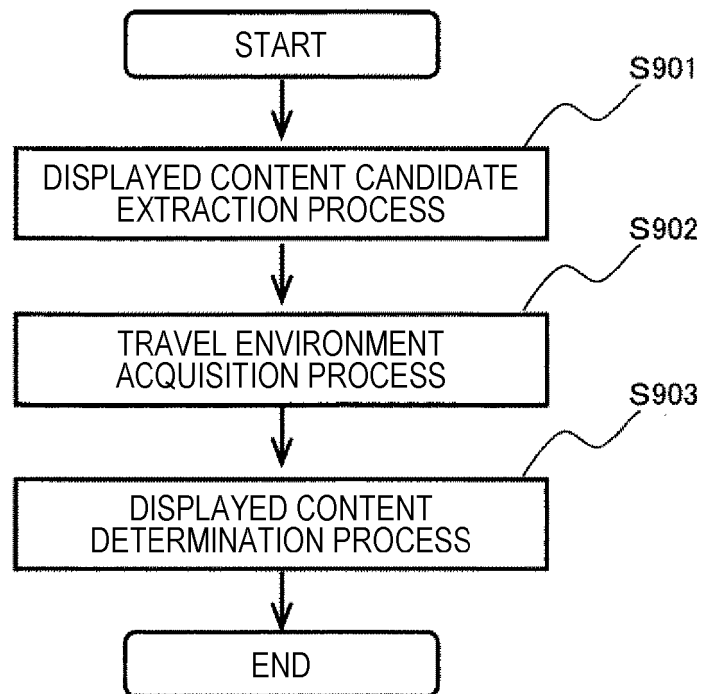 START
S901
DISPLAYED CONTENT CANDIDATE
EXTRACTION PROCESS
S902
TRAVEL ENVIRONMENT
ACQUISITION PROCESS
S903
DISPLAYED CONTENT
DETERMINATION PROCESS
END